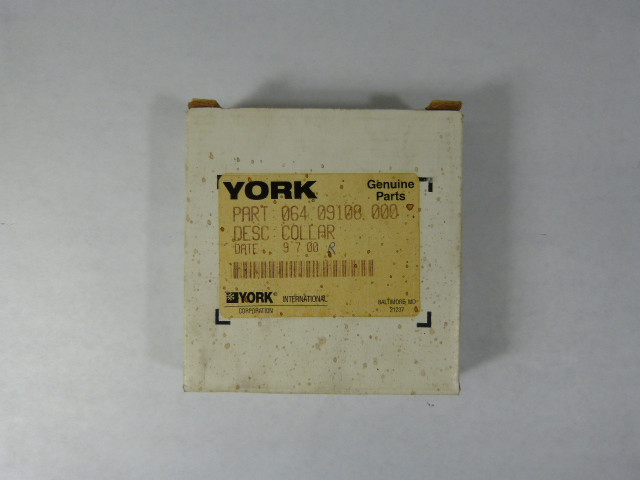 YORK
Genuine
Parts
PART 064 09108 000
DESC COLLAR
DATE 9 7 00 R
YORK INTERNATIONAL
CORPORATION
BALTIMORE, MD
21237